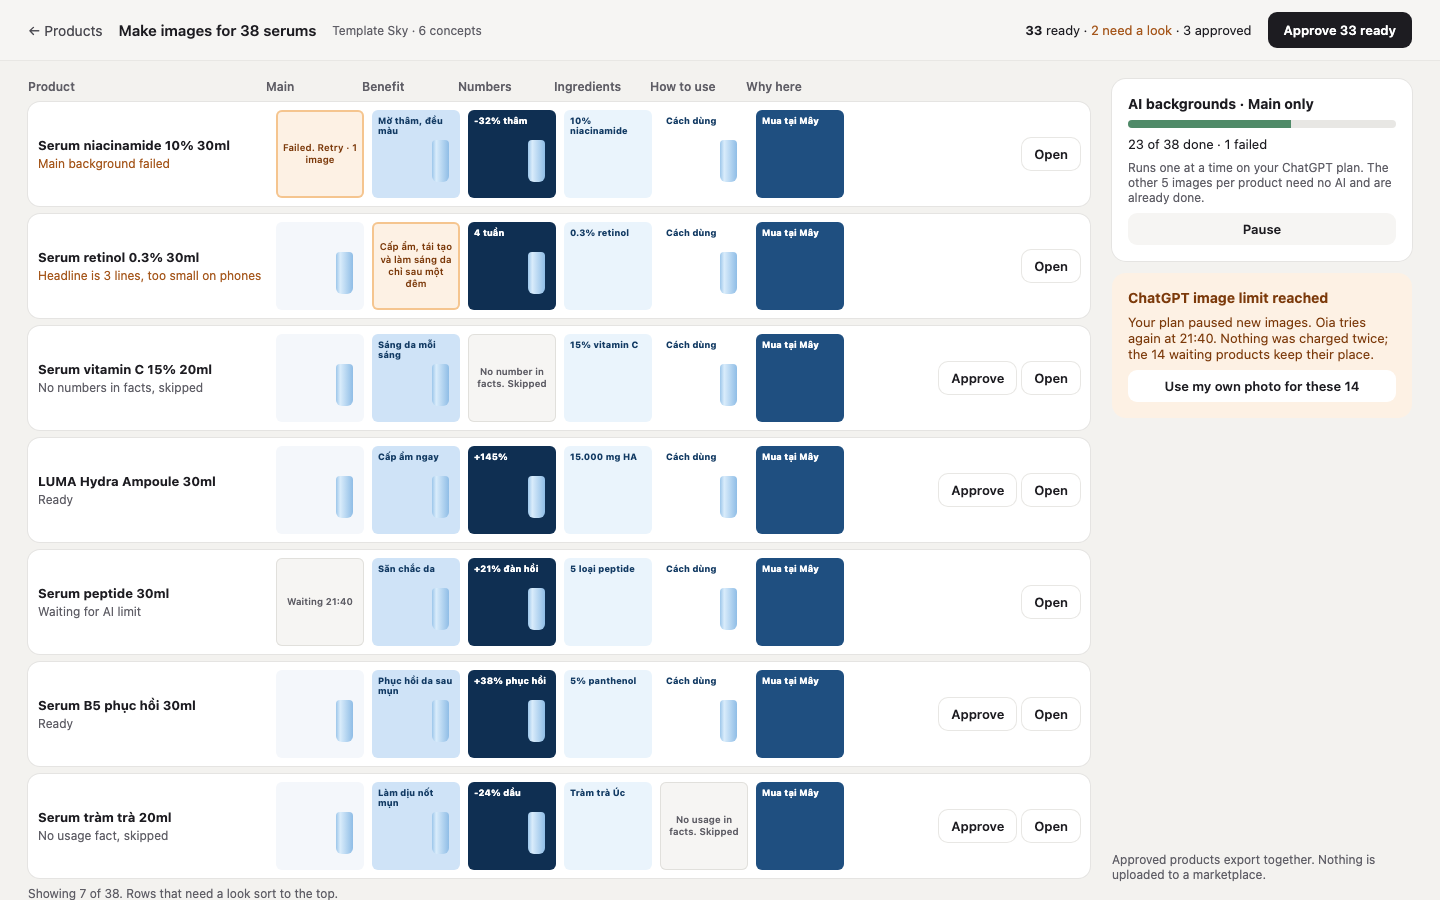 ← Products
Make images for 38 serums
Template Sky · 6 concepts
33 ready · 2 need a look · 3 approved
Approve 33 ready
Product
Main
Benefit
Numbers
Ingredients
How to use
Why here
Serum niacinamide 10% 30ml
Main background failed
Failed. Retry · 1
image
Mờ thâm, đều
màu
-32% thâm
10%
niacinamide
Cách dùng
Mua tại Mây
Open
Serum retinol 0.3% 30ml
Headline is 3 lines, too small on phones
Cấp ẩm, tái tạo
và làm sáng da
chỉ sau một
đêm
4 tuần
0.3% retinol
Cách dùng
Mua tại Mây
Open
Serum vitamin C 15% 20ml
No numbers in facts, skipped
Sáng da mỗi
sáng
No number in
facts. Skipped
15% vitamin C
Cách dùng
Mua tại Mây
Approve
Open
LUMA Hydra Ampoule 30ml
Ready
Cấp ẩm ngay
+145%
15.000 mg HA
Cách dùng
Mua tại Mây
Approve
Open
Serum peptide 30ml
Waiting for AI limit
Waiting 21:40
Săn chắc da
+21% đàn hồi
5 loại peptide
Cách dùng
Mua tại Mây
Open
Serum B5 phục hồi 30ml
Ready
Phục hồi da sau
mụn
+38% phục hồi
5% panthenol
Cách dùng
Mua tại Mây
Approve
Open
Serum tràm trà 20ml
No usage fact, skipped
Làm dịu nốt
mụn
-24% dầu
Tràm trà Úc
No usage in
facts. Skipped
Mua tại Mây
Approve
Open
Showing 7 of 38. Rows that need a look sort to the top.
AI backgrounds · Main only
23 of 38 done · 1 failed
Runs one at a time on your ChatGPT plan. The
other 5 images per product need no AI and are
already done.
Pause
ChatGPT image limit reached
Your plan paused new images. Oia tries
again at 21:40. Nothing was charged twice;
the 14 waiting products keep their place.
Use my own photo for these 14
Approved products export together. Nothing is
uploaded to a marketplace.